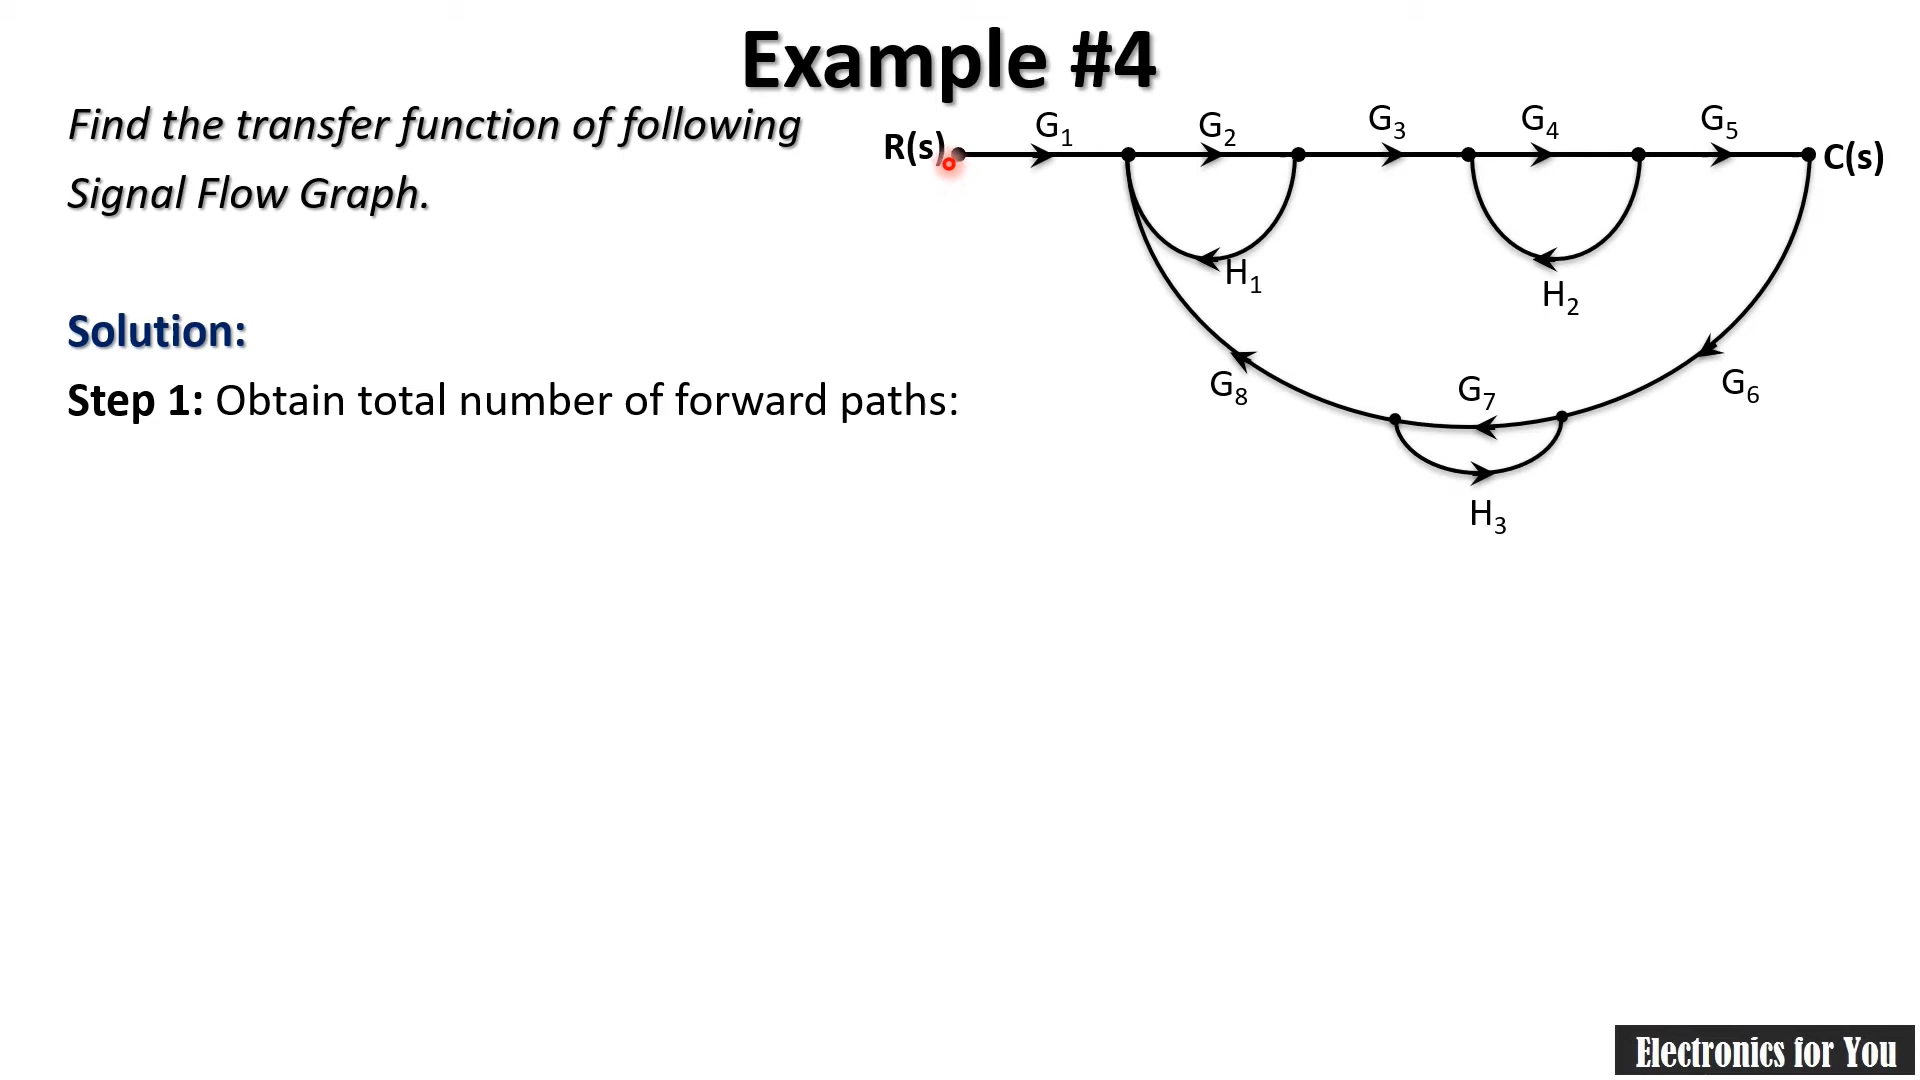 Example #4
Find the transfer function of following
Signal Flow Graph.
Solution:
Step 1: Obtain total number of forward paths:
R(s)
G1
G2
G3
G4
G5
C(s)
H1
H2
G8
G7
G6
H3
Electronics for You